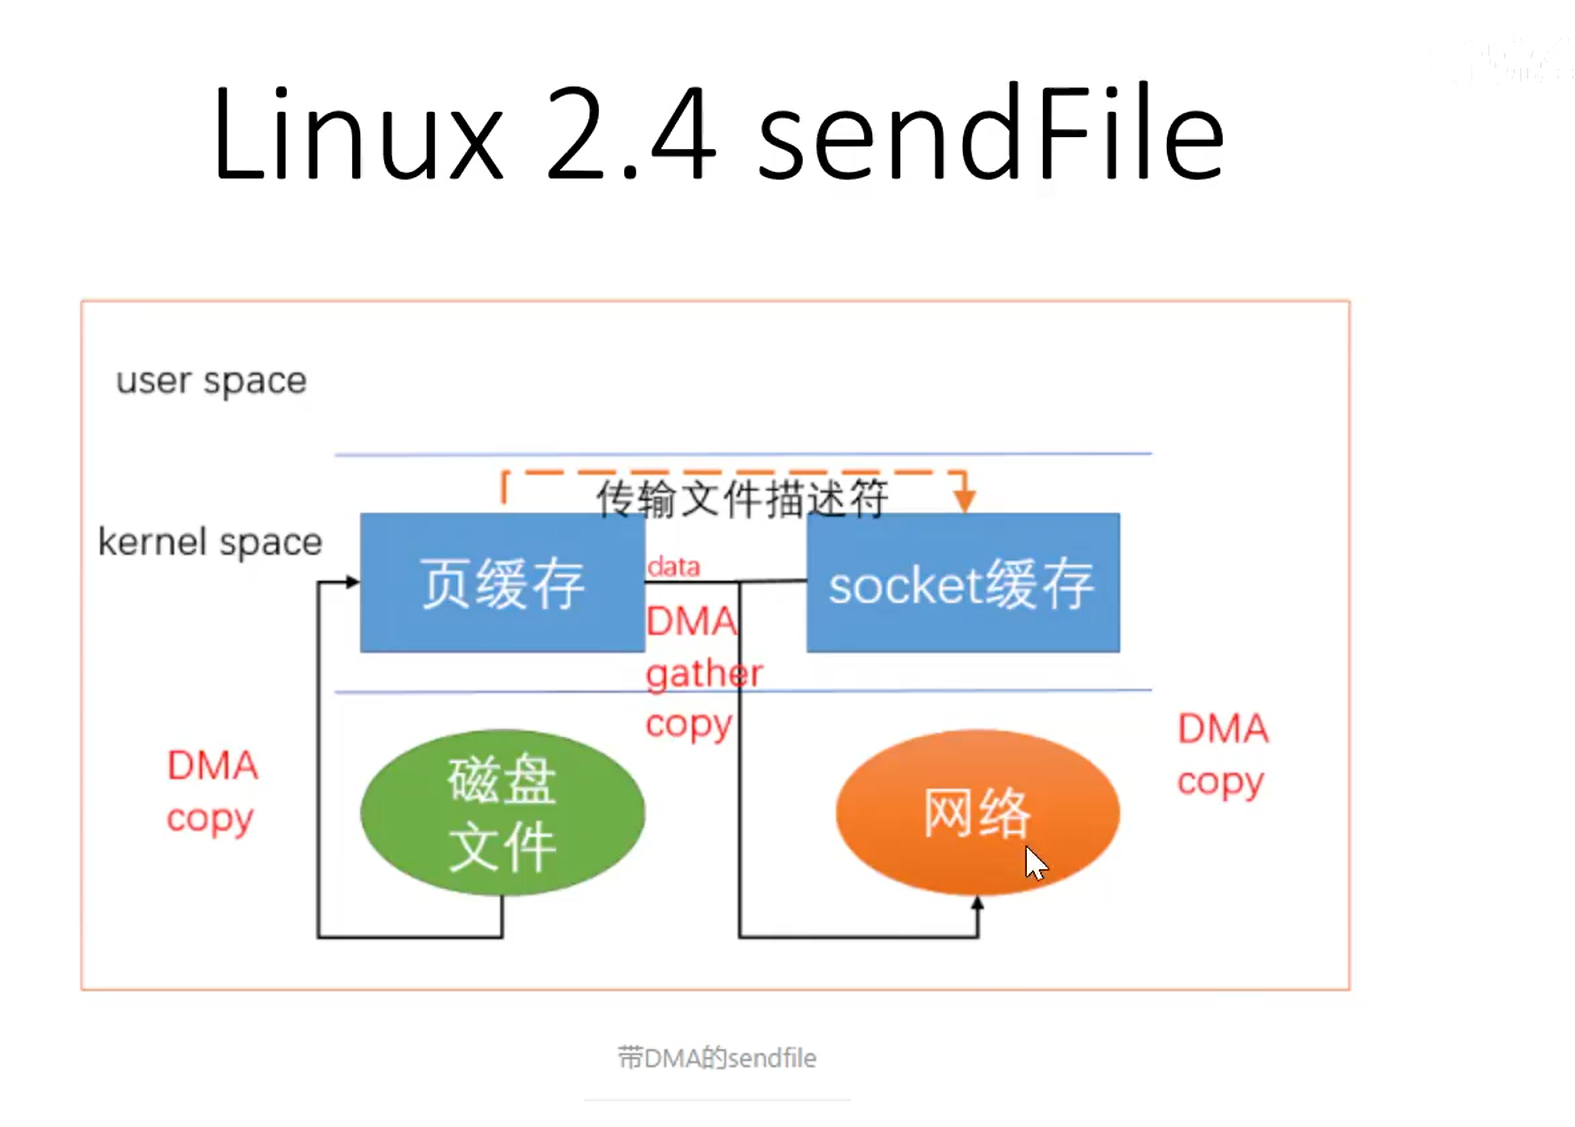 Linux 2.4 sendFile
user space
传输文件描述符
kernel space
页缓存
data
socket缓存
DMA
gather
copy
DMA
copy
磁盘
文件
网络
DMA
copy
带DMA的sendfile